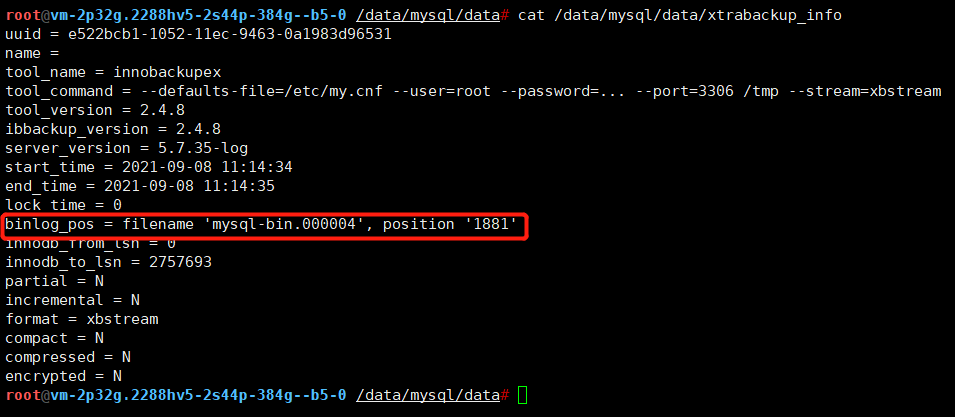 root@vm-2p32g.2288hv5-2s44p-384g--b5-0 /data/mysql/data# cat /data/mysql/data/xtrabackup_info
uuid = e522bcb1-1052-11ec-9463-0a1983d96531
name =
tool_name = innobackupex
tool_command = --defaults-file=/etc/my.cnf --user=root --password=... --port=3306 /tmp --stream=xbstream
tool_version = 2.4.8
ibbackup_version = 2.4.8
server_version = 5.7.35-log
start_time = 2021-09-08 11:14:34
end_time = 2021-09-08 11:14:35
lock_time = 0
binlog_pos = filename 'mysql-bin.000004', position '1881'
innodb_from_lsn = 0
innodb_to_lsn = 2757693
partial = N
incremental = N
format = xbstream
compact = N
compressed = N
encrypted = N
root@vm-2p32g.2288hv5-2s44p-384g--b5-0 /data/mysql/data#